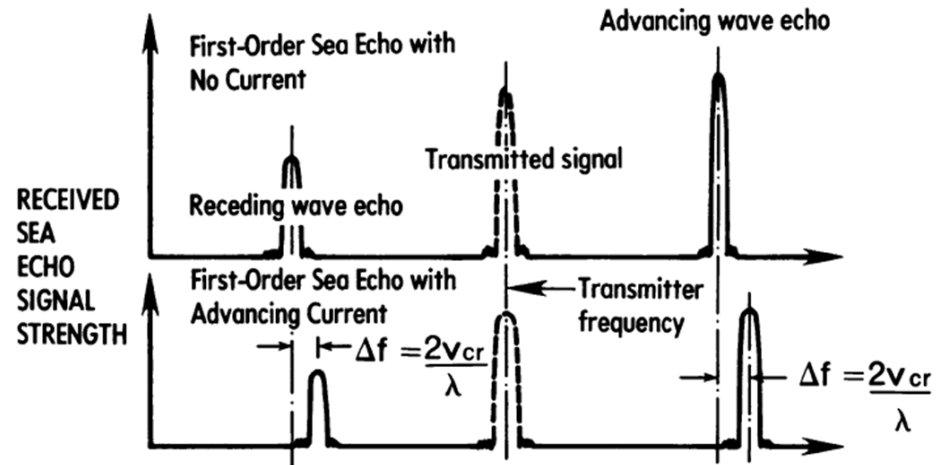 Advancing wave echo
First-Order Sea Echo with
No Current
Transmitted signal
Receding wave echo
RECEIVED
SEA
ECHO
SIGNAL
STRENGTH
First-Order Sea Echo with
Advancing Current
Transmitter
frequency
Δf = 2vcr
λ
Δf = 2vcr
λ